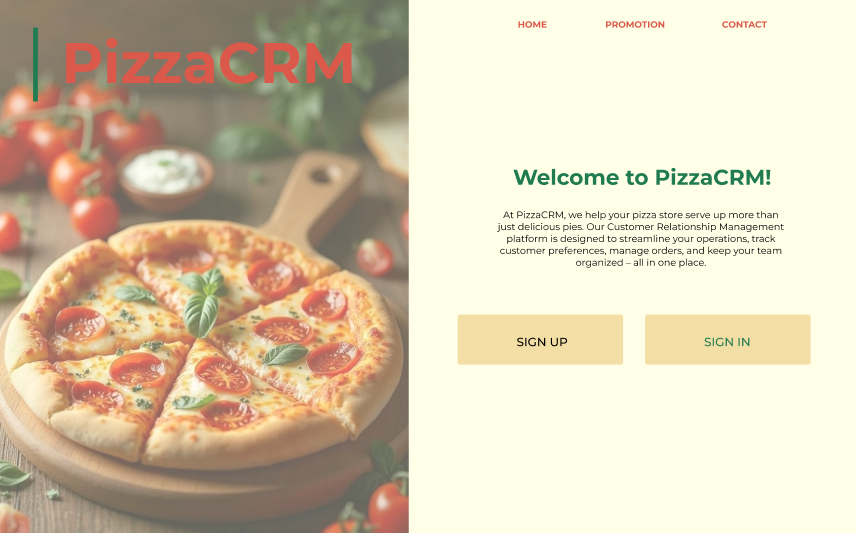 PizzaCRM
HOME PROMOTION CONTACT
Welcome to PizzaCRM!
At PizzaCRM, we help your pizza store serve up more than
just delicious pies. Our Customer Relationship Management
platform is designed to streamline your operations, track
customer preferences, manage orders, and keep your team
organized – all in one place.
SIGN UP SIGN IN